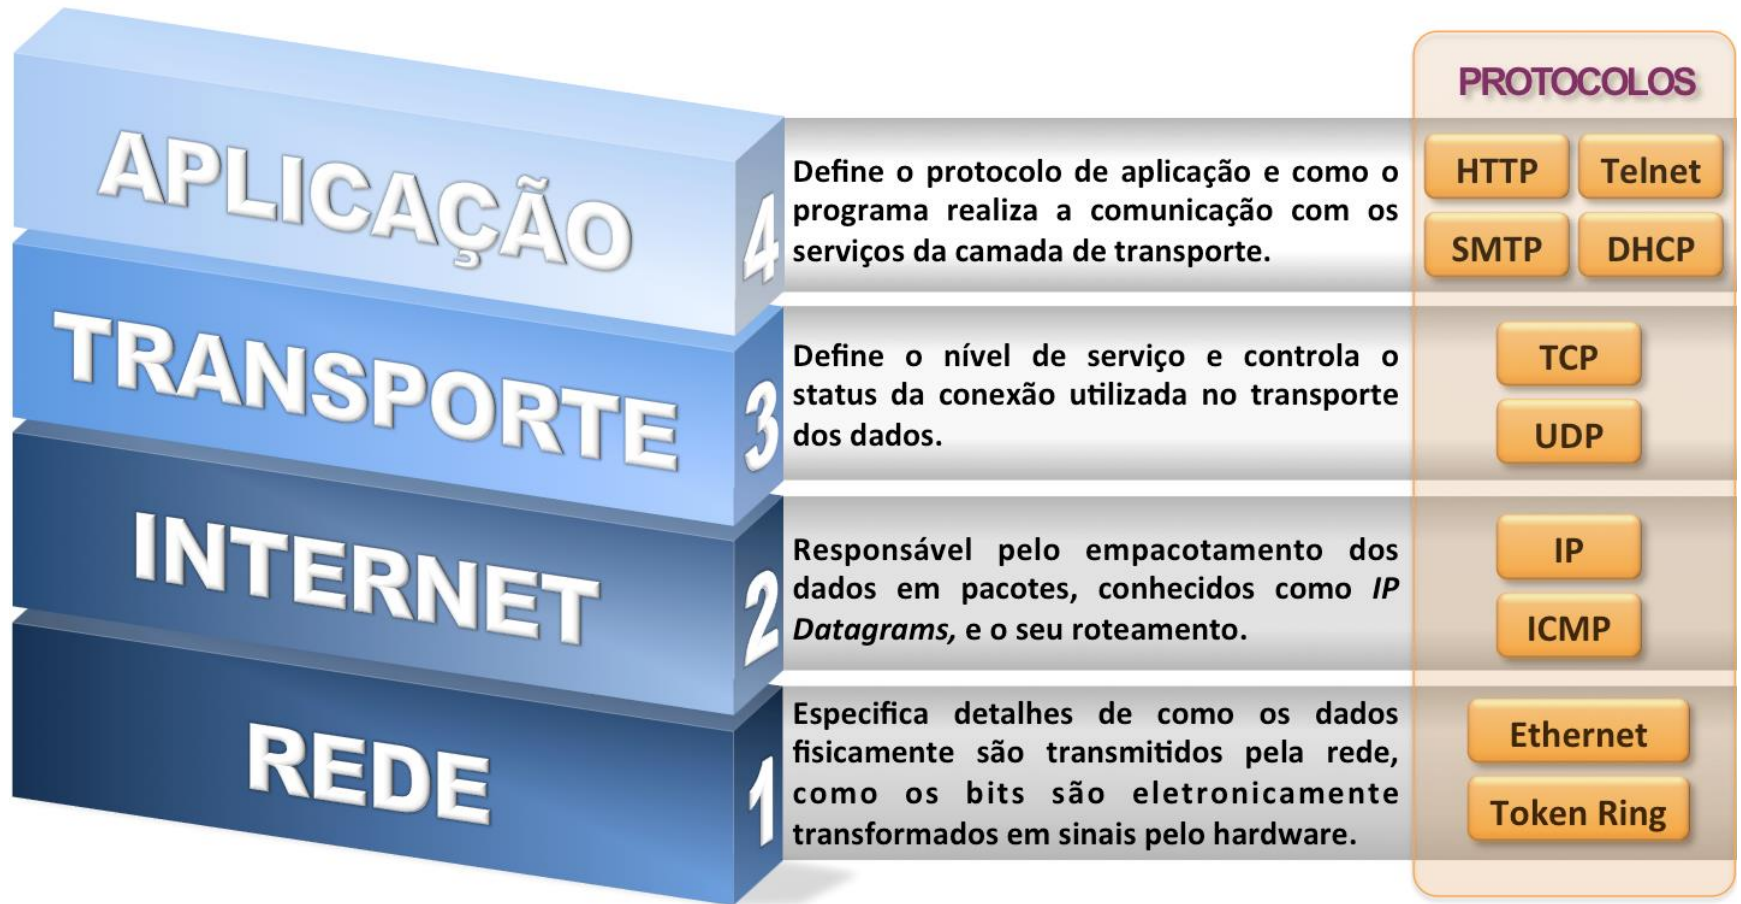 PROTOCOLOS
APLICAÇÃO
4
Define o protocolo de aplicação e como o
programa realiza a comunicação com os
serviços da camada de transporte.
HTTP Telnet
SMTP DHCP
TRANSPORTE
3
Define o nível de serviço e controla o
status da conexão utilizada no transporte
dos dados.
TCP
UDP
INTERNET
2
Responsável pelo empacotamento dos
dados em pacotes, conhecidos como IP
Datagrams, e o seu roteamento.
IP
ICMP
REDE
1
Especifica detalhes de como os dados
fisicamente são transmitidos pela rede,
como os bits são eletronicamente
transformados em sinais pelo hardware.
Ethernet
Token Ring